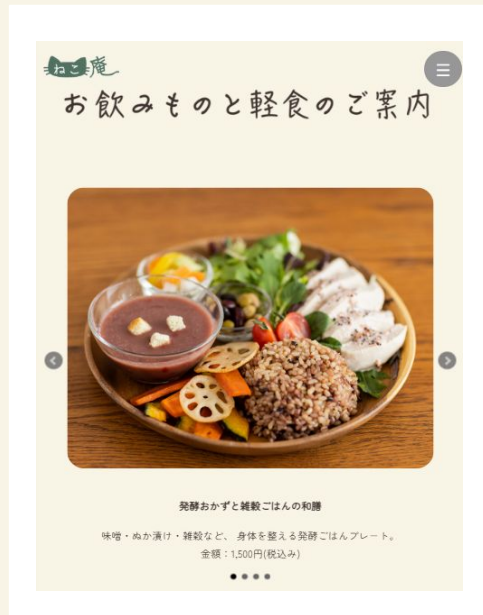 ねこ庵
お飲みものと軽食のご案内
発酵おかずと雑穀ごはんの和膳
味噌・ぬか漬け・雑穀など、 身体を整える発酵ごはんプレート。
金額：1,500円(税込み)